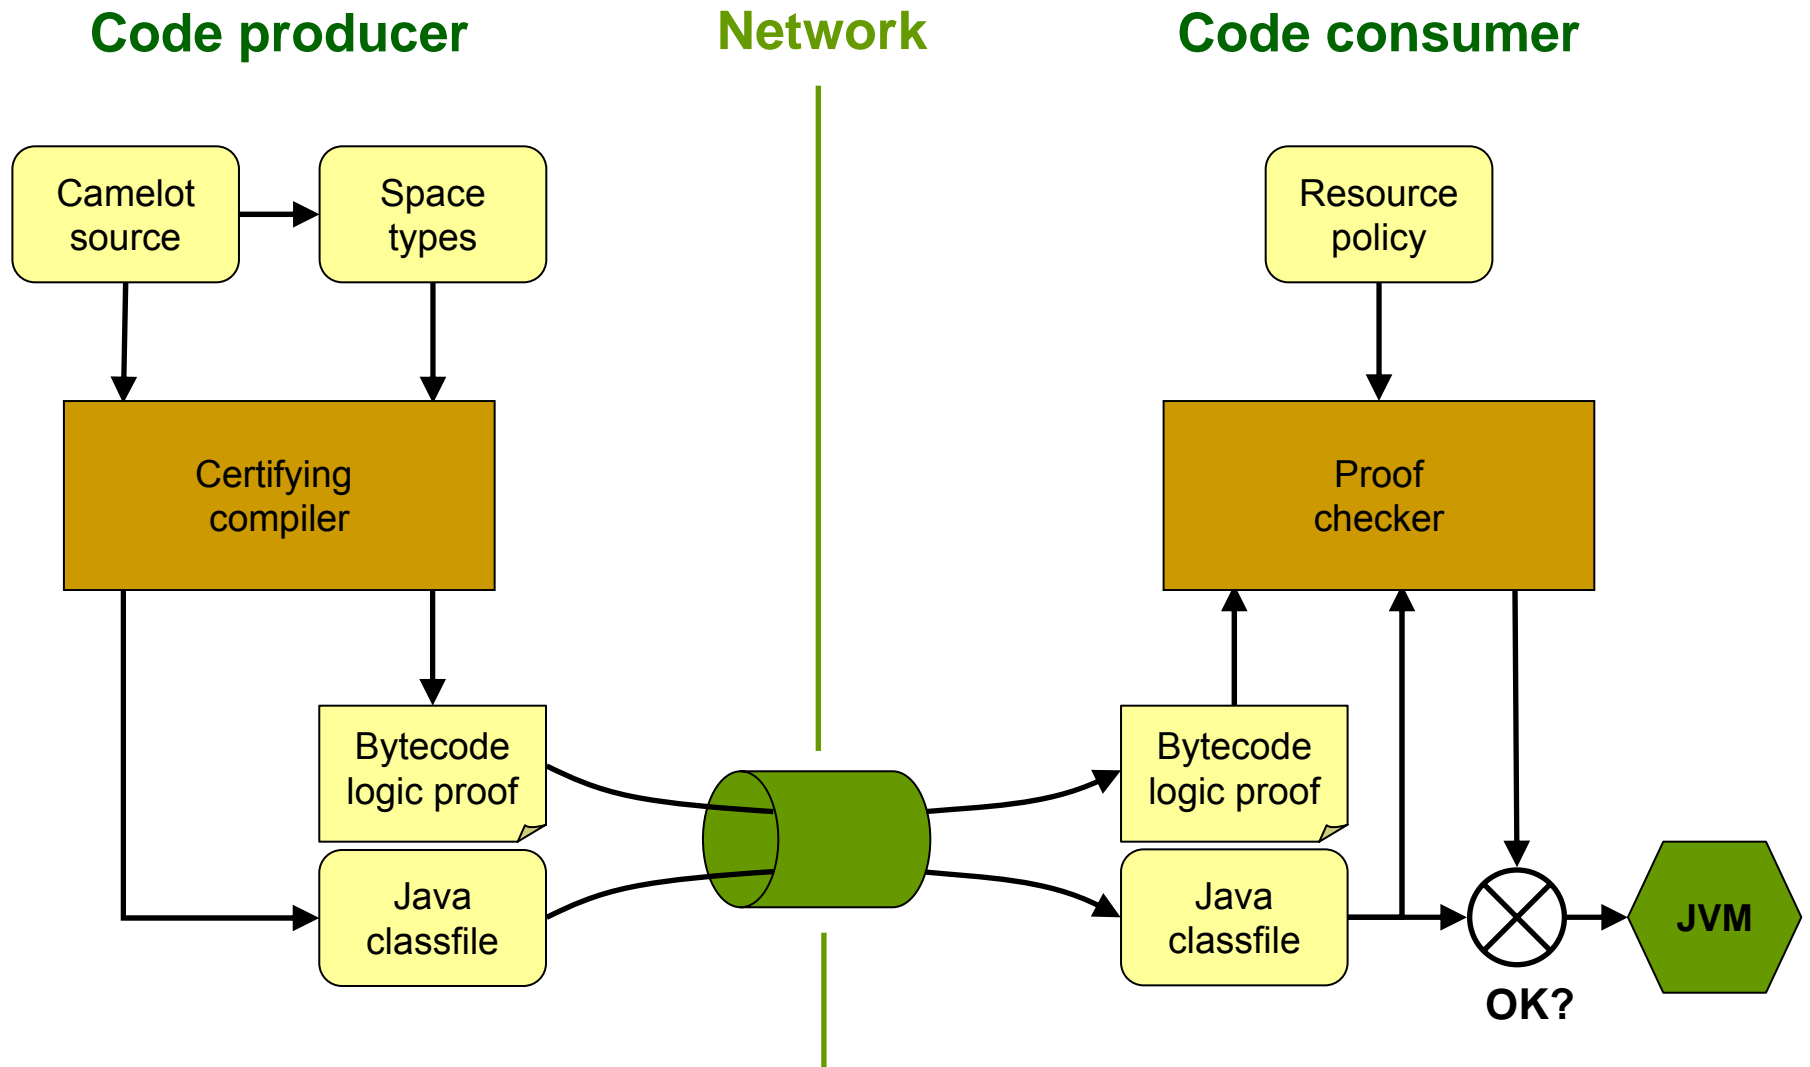 Code producer
Network
Code consumer
Camelot
source
Space
types
Resource
policy
Certifying
compiler
Proof
checker
Bytecode
logic proof
Java
classfile
Bytecode
logic proof
Java
classfile
OK?
JVM